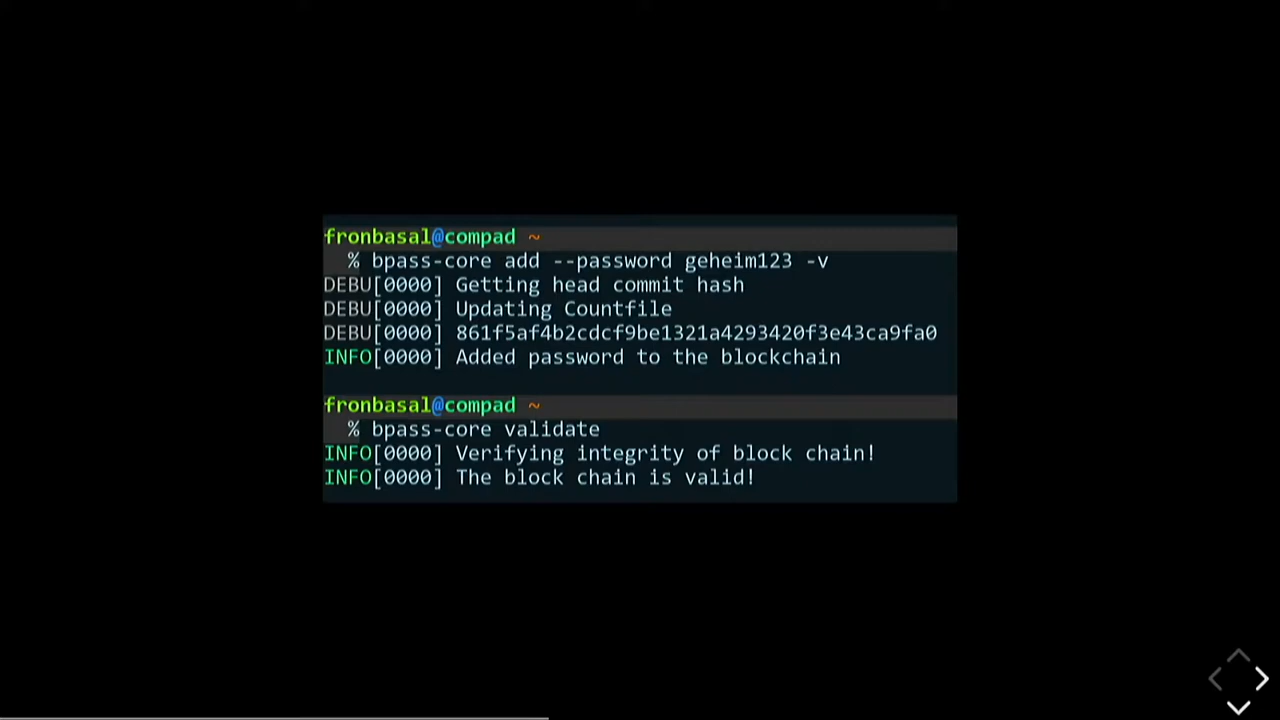 fronbasal@compad ~
% bpass-core add --password geheim123 -v
DEBU[0000] Getting head commit hash
DEBU[0000] Updating Countfile
DEBU[0000] 861f5af4b2cdcf9be1321a4293420f3e43ca9fa0
INFO[0000] Added password to the blockchain
fronbasal@compad ~
% bpass-core validate
INFO[0000] Verifying integrity of block chain!
INFO[0000] The block chain is valid!